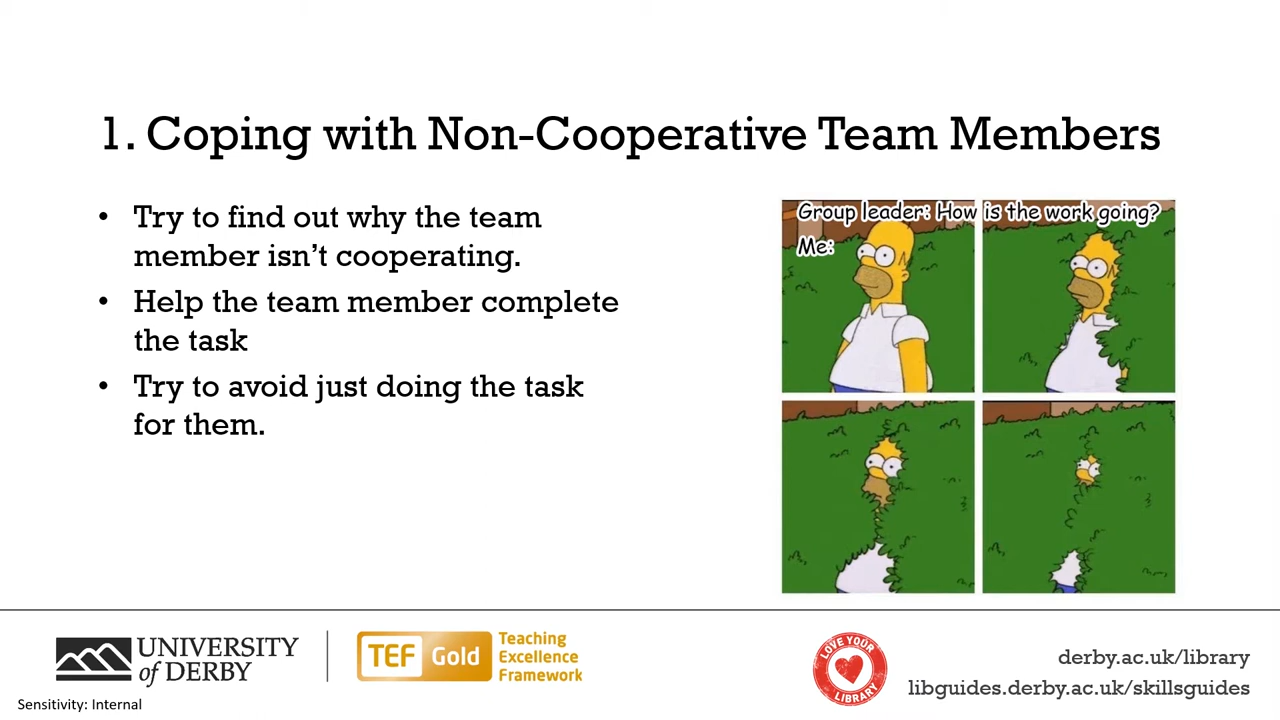 1. Coping with Non-Cooperative Team Members
• Try to find out why the team
member isn’t cooperating.
• Help the team member complete
the task
• Try to avoid just doing the task
for them.
Group leader: How is the work going?
Me:
UNIVERSITY
of DERBY
TEF Gold
Teaching
Excellence
Framework
LOVE YOUR
LIBRARY
derby.ac.uk/library
libguides.derby.ac.uk/skillsguides
Sensitivity: Internal